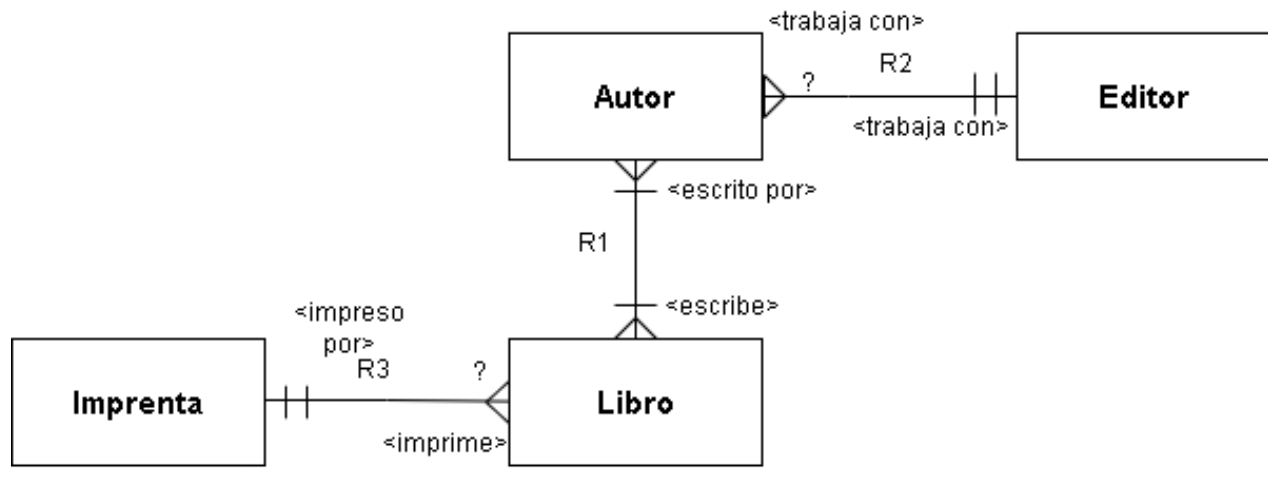 <trabaja con>
R2
?
Autor
Editor
<trabaja con>
<escrito por>
R1
<escribe>
<impreso
por>
R3
?
Imprenta
Libro
<imprime>